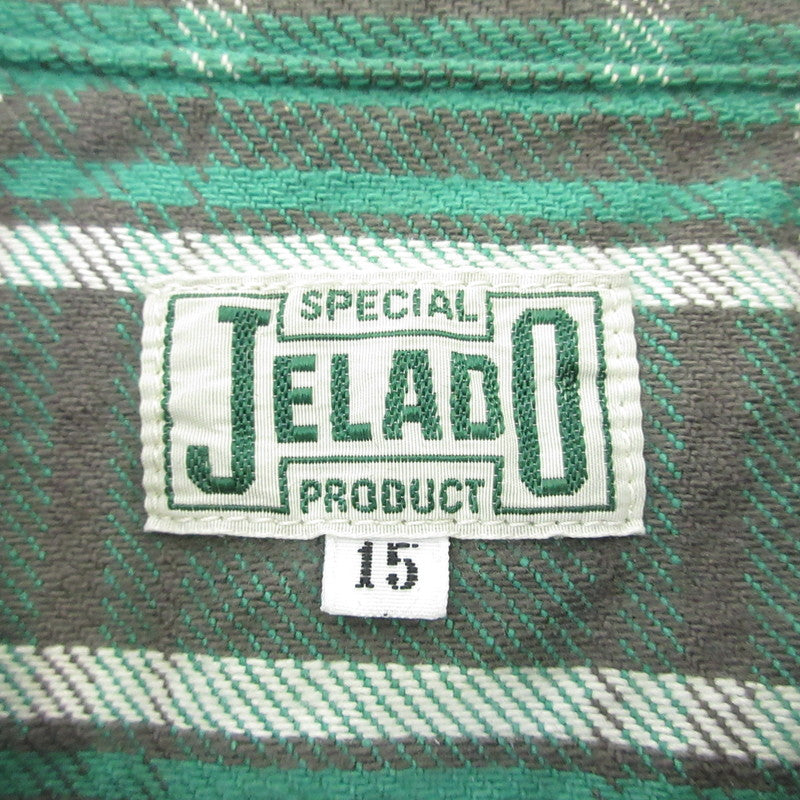 SPECIAL
JELADO
PRODUCT
15